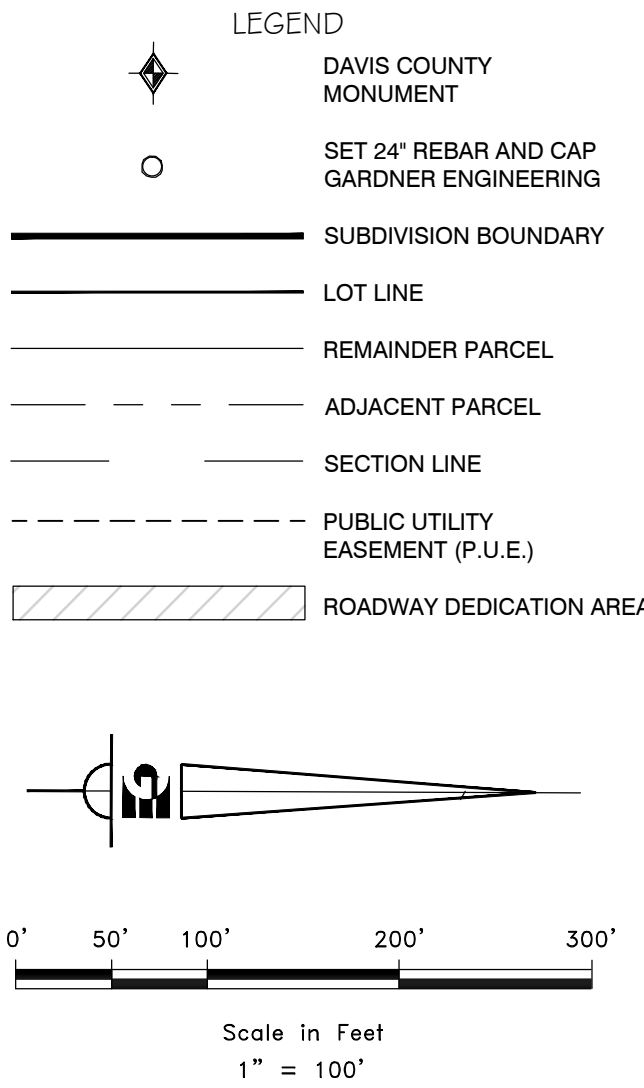 LEGEND
DAVIS COUNTY
MONUMENT
SET 24" REBAR AND CAP
GARDNER ENGINEERING
SUBDIVISION BOUNDARY
LOT LINE
REMAINDER PARCEL
ADJACENT PARCEL
SECTION LINE
PUBLIC UTILITY
EASEMENT (P.U.E.)
ROADWAY DEDICATION AREA
0' 50' 100' 200' 300'
Scale in Feet
1" = 100'